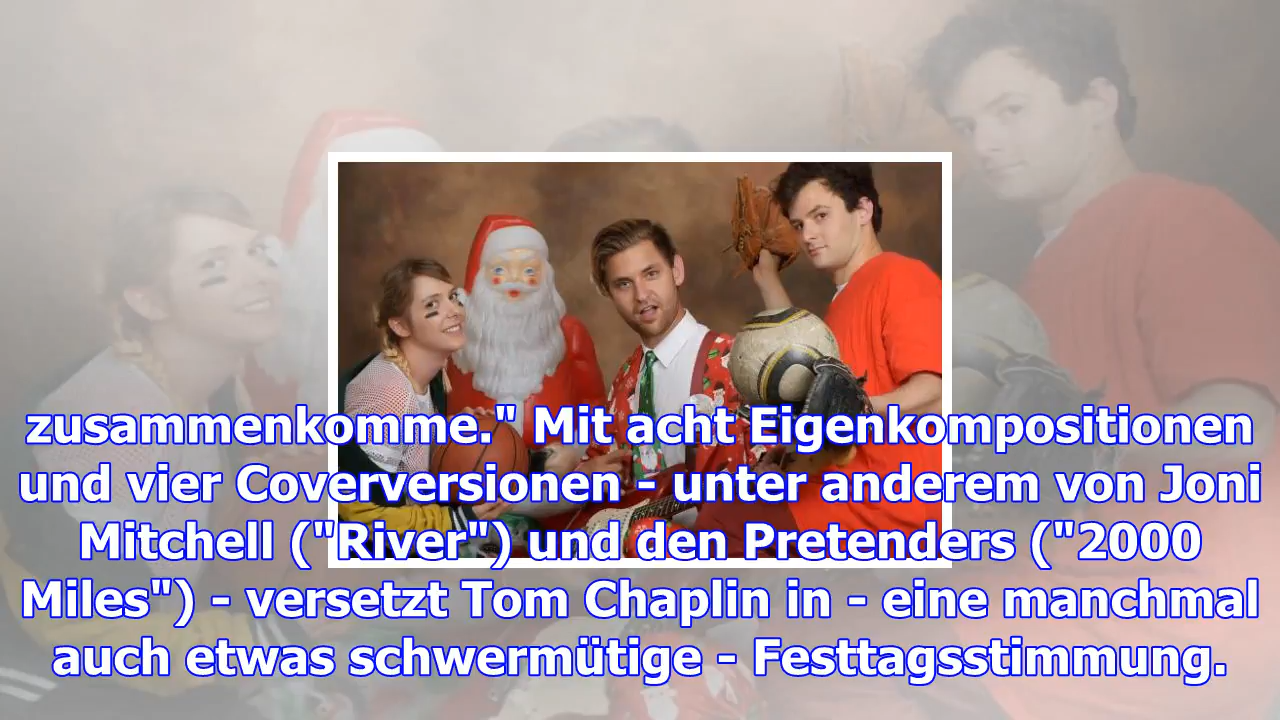 zusammenkomme." Mit acht Eigenkompositionen
und vier Coverversionen - unter anderem von Joni
Mitchell ("River") und den Pretenders ("2000
Miles") - versetzt Tom Chaplin in - eine manchmal
auch etwas schwermütige - Festtagsstimmung.